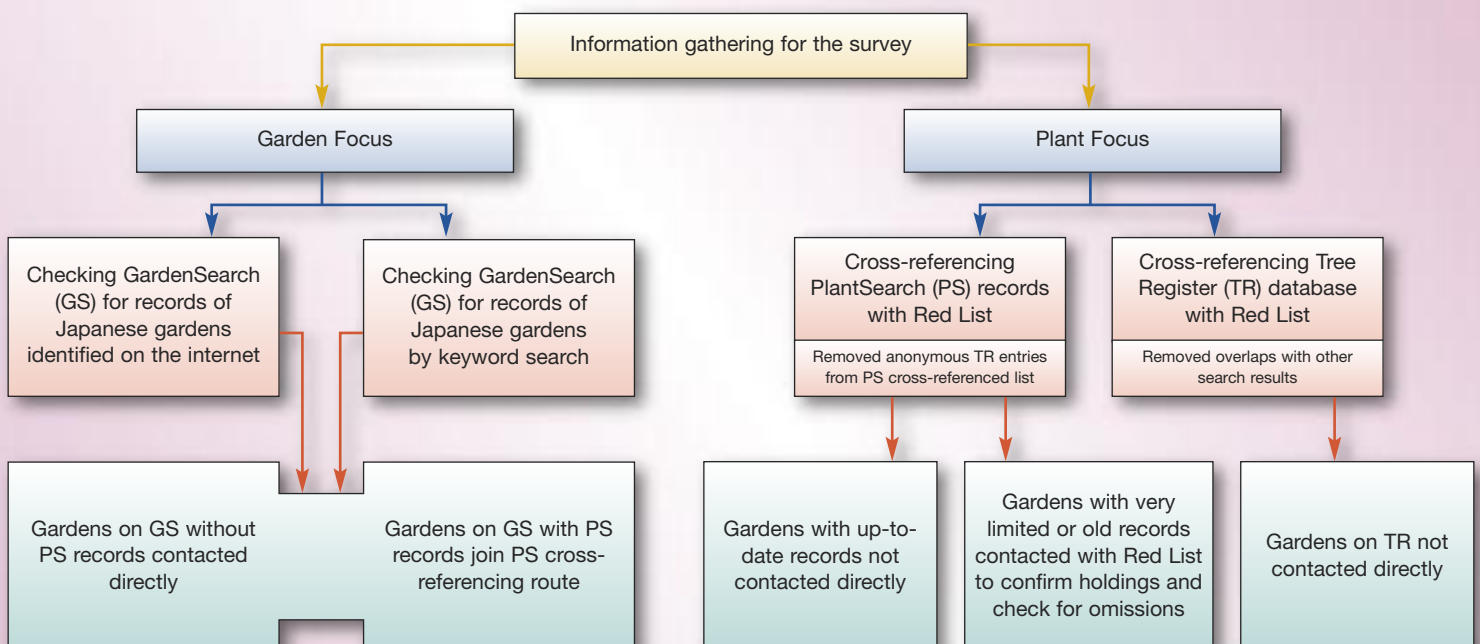 Information gathering for the survey
Garden Focus
Plant Focus
Checking GardenSearch
(GS) for records of
Japanese gardens
identified on the internet
Checking GardenSearch
(GS) for records of
Japanese gardens
by keyword search
Cross-referencing
PlantSearch (PS) records
with Red List
Removed anonymous TR entries
from PS cross-referenced list
Cross-referencing Tree
Register (TR) database
with Red List
Removed overlaps with other
search results
Gardens on GS without
PS records contacted
directly
Gardens on GS with PS
records join PS cross-
referencing route
Gardens with up-to-
date records not
contacted directly
Gardens with very
limited or old records
contacted with Red List
to confirm holdings and
check for omissions
Gardens on TR not
contacted directly